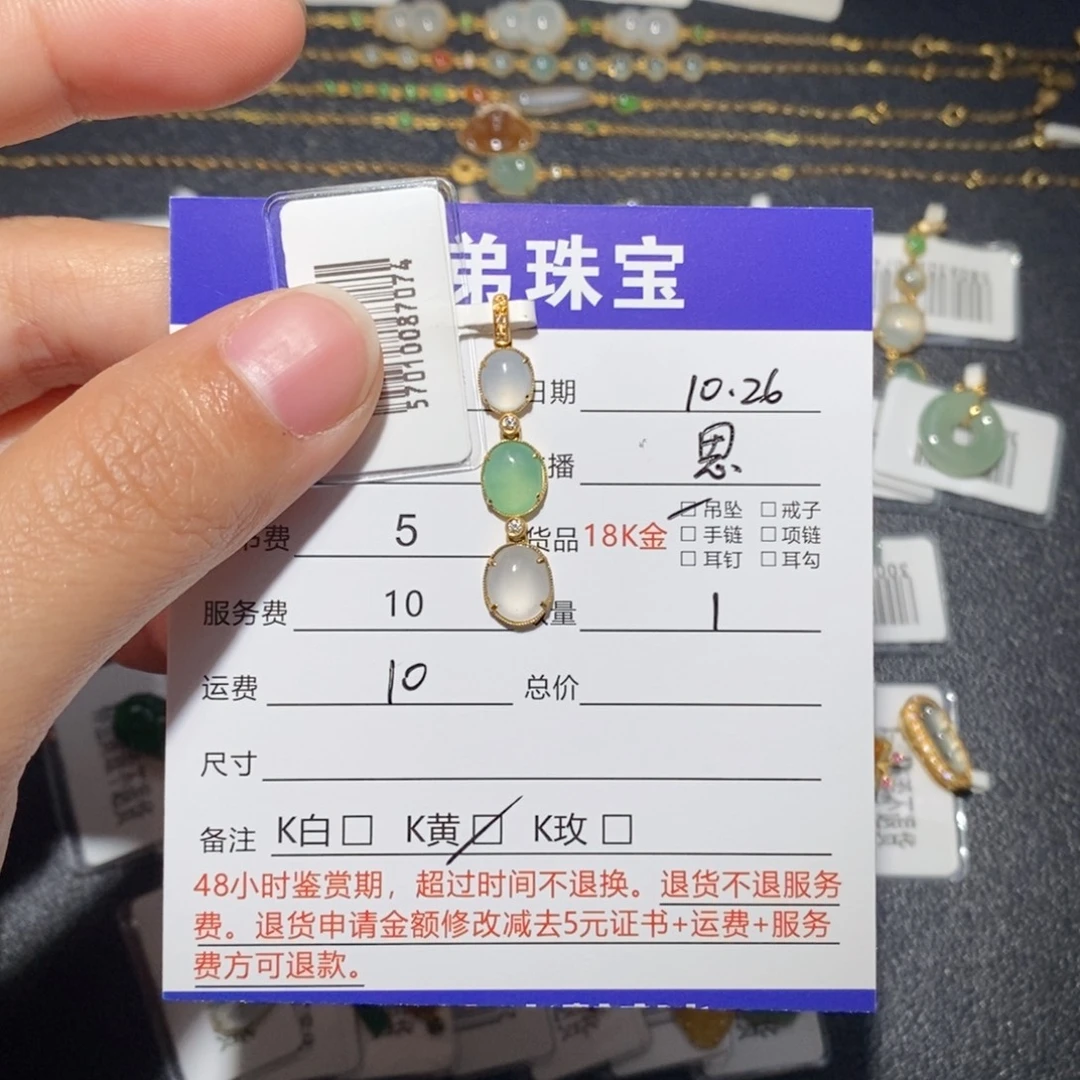 弟珠宝
57010087074
日期 10.26
播 思
书费 5 货品 18K金 □吊坠 □戒子
□手链 □项链
□耳钉 □耳勾
服务费 10 数量 1
运费 10 总价
尺寸
备注 K白□ K黄□ K玫□
48小时鉴赏期，超过时间不退换。退货不退服务
费。退货申请金额修改减去5元证书+运费+服务
费方可退款。